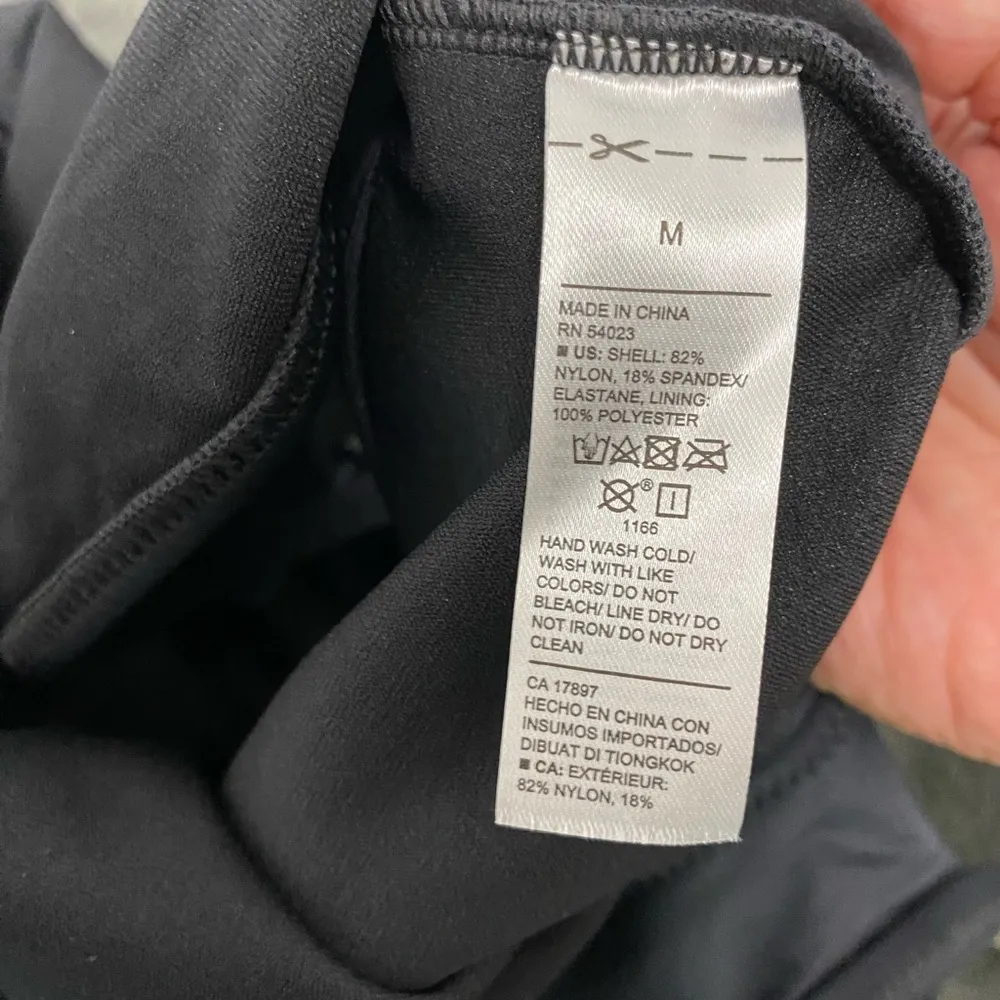 M
MADE IN CHINA
RN 54023
■ US: SHELL: 82%
NYLON, 18% SPANDEX/
ELASTANE, LINING:
100% POLYESTER
®
1166
HAND WASH COLD/
WASH WITH LIKE
COLORS/ DO NOT
BLEACH/ LINE DRY/ DO
NOT IRON/ DO NOT DRY
CLEAN
CA 17897
HECHO EN CHINA CON
INSUMOS IMPORTADOS/
DIBUAT DI TIONGKOK
■ CA: EXTÉRIEUR:
82% NYLON, 18%